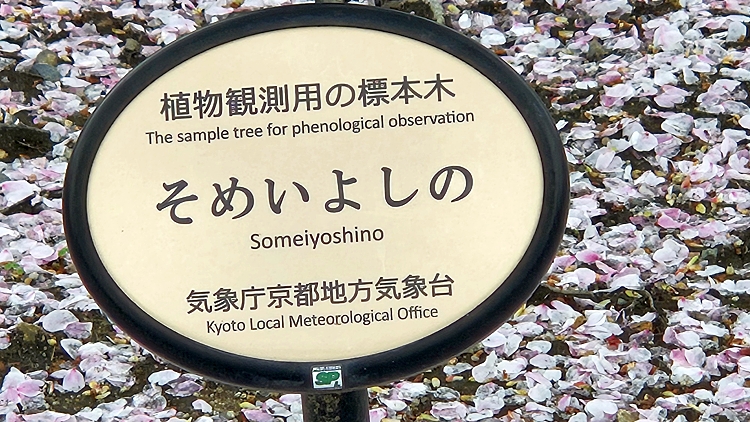 植物観測用の標本木
The sample tree for phenological observation
そめいよしの
Someiyoshino
気象庁京都地方気象台
Kyoto Local Meteorological Office